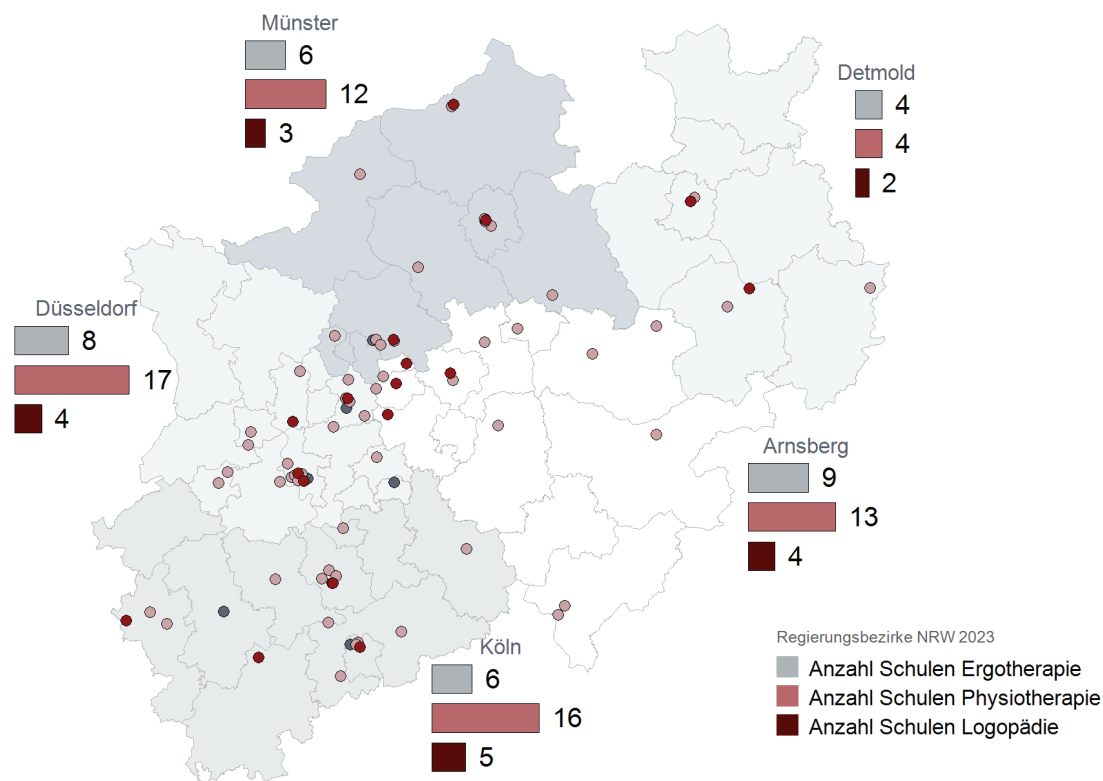 Münster
6
12
3
Detmold
4
4
2
Düsseldorf
8
17
4
Arnsberg
9
13
4
Köln
6
16
5
Regierungsbezirke NRW 2023
Anzahl Schulen Ergotherapie
Anzahl Schulen Physiotherapie
Anzahl Schulen Logopädie